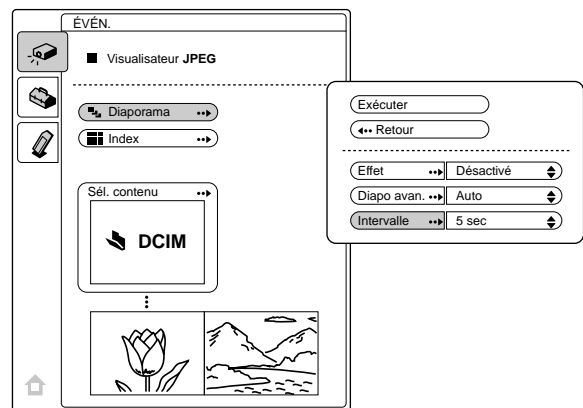 ÉVÉN.
Visualisateur JPEG
Diaporama
Index
Sél. contenu
DCIM
Exécuter
Retour
Effet Désactivé
Diapo avan. Auto
Intervalle 5 sec